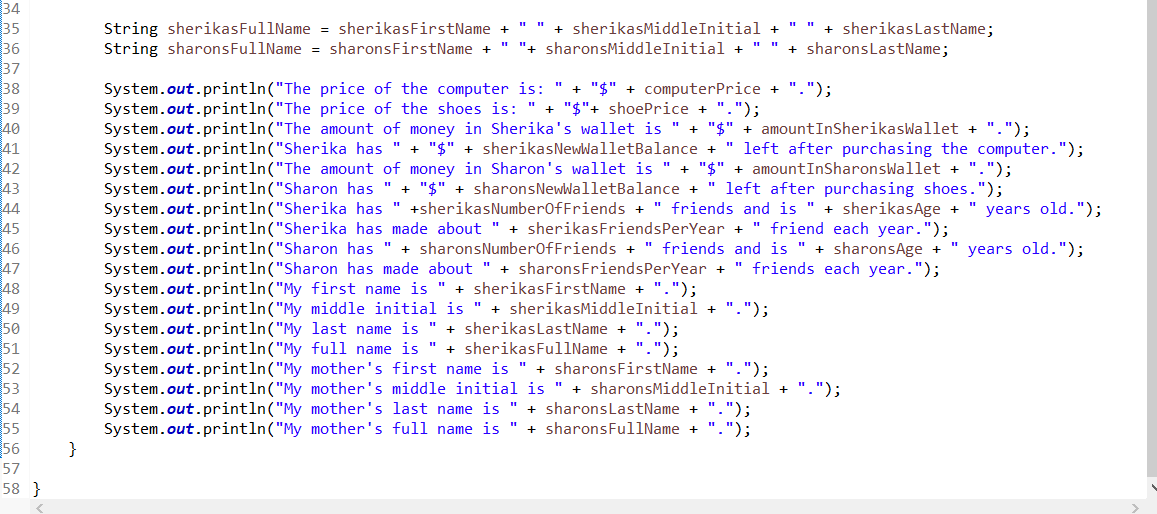 34
35 String sherikasFullName = sherikasFirstName + " " + sherikasMiddleInitial + " " + sherikasLastName;
36 String sharonsFullName = sharonsFirstName + " "+ sharonsMiddleInitial + " " + sharonsLastName;
37
38 System.out.println("The price of the computer is: " + "$" + computerPrice + ".");
39 System.out.println("The price of the shoes is: " + "$"+ shoePrice + ".");
40 System.out.println("The amount of money in Sherika's wallet is " + "$" + amountInSherikasWallet + ".");
41 System.out.println("Sherika has " + "$" + sherikasNewWalletBalance + " left after purchasing the computer.");
42 System.out.println("The amount of money in Sharon's wallet is " + "$" + amountInSharonsWallet + ".");
43 System.out.println("Sharon has " + "$" + sharonsNewWalletBalance + " left after purchasing shoes.");
44 System.out.println("Sherika has " +sherikasNumberOfFriends + " friends and is " + sherikasAge + " years old.");
45 System.out.println("Sherika has made about " + sherikasFriendsPerYear + " friend each year.");
46 System.out.println("Sharon has " + sharonsNumberOfFriends + " friends and is " + sharonsAge + " years old.");
47 System.out.println("Sharon has made about " + sharonsFriendsPerYear + " friends each year.");
48 System.out.println("My first name is " + sherikasFirstName + ".");
49 System.out.println("My middle initial is " + sherikasMiddleInitial + ".");
50 System.out.println("My last name is " + sherikasLastName + ".");
51 System.out.println("My full name is " + sherikasFullName + ".");
52 System.out.println("My mother's first name is " + sharonsFirstName + ".");
53 System.out.println("My mother's middle initial is " + sharonsMiddleInitial + ".");
54 System.out.println("My mother's last name is " + sharonsLastName + ".");
55 System.out.println("My mother's full name is " + sharonsFullName + ".");
56 }
57
58 }